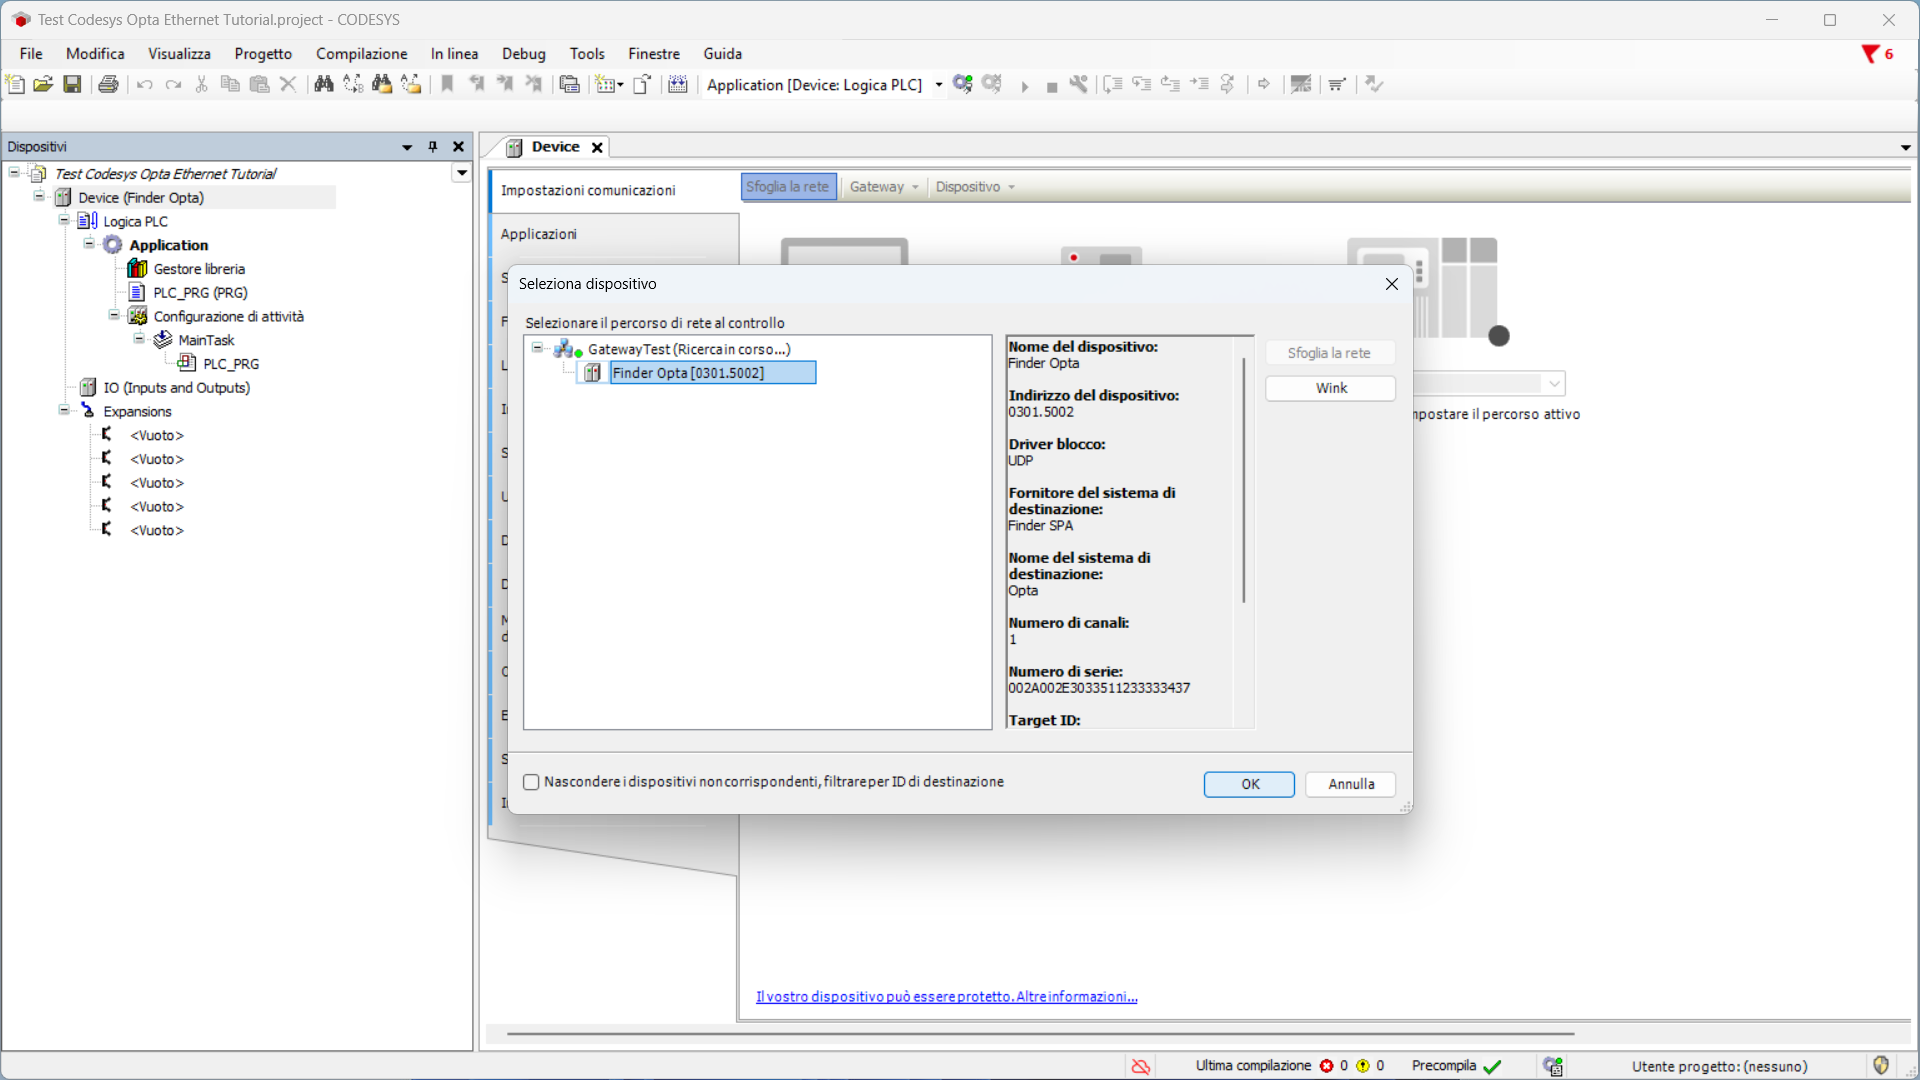 Test Codesys Opta Ethernet Tutorial.project - CODESYS
File Modifica Visualizza Progetto Compilazione In linea Debug Tools Finestre Guida
6
Application [Device: Logica PLC]
Dispositivi
Test Codesys Opta Ethernet Tutorial
Device (Finder Opta)
Logica PLC
Application
Gestore libreria
PLC_PRG (PRG)
Configurazione di attività
MainTask
PLC_PRG
IO (Inputs and Outputs)
Expansions
<Vuoto>
<Vuoto>
<Vuoto>
<Vuoto>
<Vuoto>
Device
Impostazioni comunicazioni
Applicazioni
Sfoglia la rete Gateway Dispositivo
Seleziona dispositivo
Selezionare il percorso di rete al controllo
GatewayTest (Ricerca in corso...)
Finder Opta [0301.5002]
Nome del dispositivo:
Finder Opta
Indirizzo del dispositivo:
0301.5002
Driver blocco:
UDP
Fornitore del sistema di
destinazione:
Finder SPA
Nome del sistema di
destinazione:
Opta
Numero di canali:
1
Numero di serie:
002A002E3033511233333437
Target ID:
Sfoglia la rete
Wink
mpostare il percorso attivo
Nascondere i dispositivi non corrispondenti, filtrare per ID di destinazione
OK
Annulla
Il vostro dispositivo può essere protetto. Altre informazioni...
Ultima compilazione 0 0 Precompila Utente progetto: (nessuno)